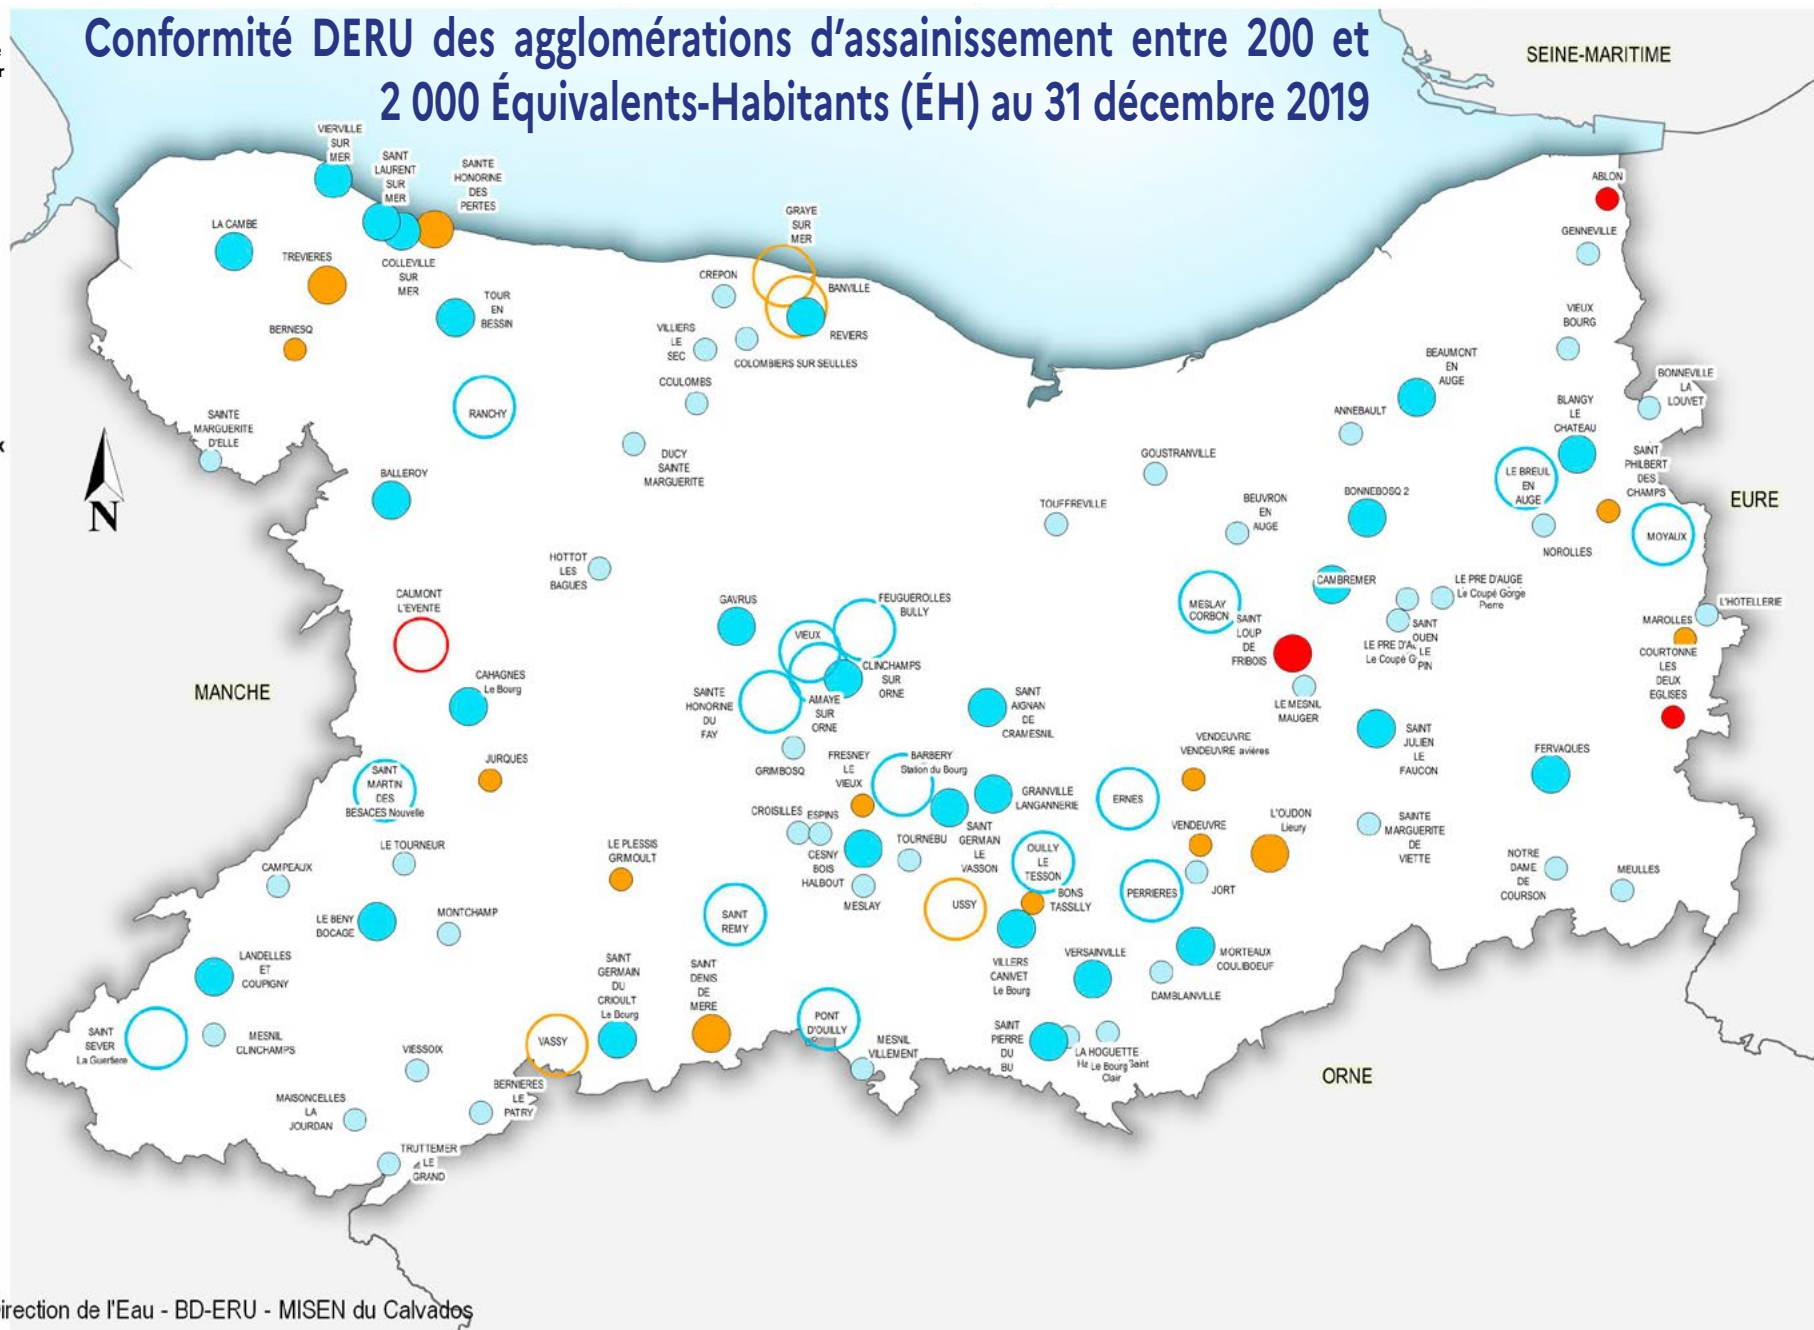 Conformité DERU des agglomérations d'assainissement entre 200 et
2 000 Équivalents-Habitants (ÉH) au 31 décembre 2019
SEINE-MARITIME
VIERVILLE
SUR
MER
SAINT
LAURENT
SUR
MER
SAINTE
HONORINE
DES
PERTES
ABLON
GRAYE
SUR
MER
LA CAMBE
GENNEVILLE
TREVIERES
COLLEVILLE
SUR
MER
CREPON
BANVILLE
TOUR
EN
BESSIN
VIEUX
BOURG
BERNESQ
VILLIERS
LE
SEC
REVIERS
COLOMBIERS SUR SEULLES
BEAUMONT
EN
AUGE
BONNEVILLE
LA
LOUVET
COULOMBS
RANCHY
BLANGY
LE
CHATEAU
ANNEBAULT
SAINTE
MARGUERITE
D'ELLE
DUCY
SAINTE
MARGUERITE
GOUSTRANVILLE
SAINT
PHILBERT
DES
CHAMPS
BALLEROY
LE BREUIL
EN
AUGE
BONNEBOSQ 2
BEUVRON
EN
AUGE
EURE
TOUFFREVILLE
N
MOYAUX
NOROLLES
HOTTOT
LES
BAGUES
CAMBREMER
LE PRE D'AUGE
Le Coupé Gorge
Pierre
CAUMONT
L'EVENTE
GAVRUS
FEUGUEROLLES
BULLY
MESLAY
CORBON
L'HOTELLERIE
MAROLLES
SAINT
LOUP
DE
FRIBOIS
SAINT
OUEN
LE
PIN
LE PRE D'A
Le Coupé G
VIEUX
COURTONNE
LES
DEUX
EGLISES
CLINCHAMPS
SUR
ORNE
MANCHE
CAHAGNES
Le Bourg
SAINTE
HONORINE
DU
FAY
AMAYE
SUR
ORNE
SAINT
AIGNAN
DE
CRAMESNIL
LE MESNIL
MAUGER
SAINT
JULIEN
LE
FAUCON
VENDEUVRE
VENDEUVRE avières
FERVAQUES
JURQUES
GRIMBOSQ
FRESNEY
LE
VIEUX
BARBERY
Station du Bourg
SAINT
MARTIN
DES
BESACES Nouvelle
GRANVILLE
LANGANNERIE
ERNES
CROISILLES
ESPINS
L'OUDON
Lieury
SAINTE
MARGUERITE
DE
VIETTE
VENDEUVRE
LE TOURNEUR
LE PLESSIS
GRIMOULT
CESNY
BOIS
HALBOUT
TOURNEBU
SAINT
GERMAIN
LE
VASSON
OUILLY
LE
TESSON
NOTRE
DAME
DE
COURSON
MEULLES
CAMPEAUX
JORT
PERRIERES
BONS
TASSILLY
MESLAY
USSY
MONTCHAMP
LE BENY
BOCAGE
SAINT
REMY
LANDELLES
ET
COUPIGNY
SAINT
GERMAIN
DU
CRIOULT
Le Bourg
SAINT
DENIS
DE
MERE
VILLERS
CANIVET
Le Bourg
VERSAINVILLE
MORTEAUX
COULIBOEUF
DAMBLANVILLE
PONT
D'OUILLY
SAINT
SEVER
La Guertiere
MESNIL
CLINCHAMPS
VASSY
MESNIL
VILLEMENT
SAINT
PIERRE
DU
BU
LA HOGUETTE
Le Bourg Saint
Clair
VIESSOIX
ORNE
BERNIERES
LE
PATRY
MAISONCELLES
LA
JOURDAN
TRUTTEMER
LE
GRAND
irection de l'Eau - BD-ERU - MISEN du Calvados